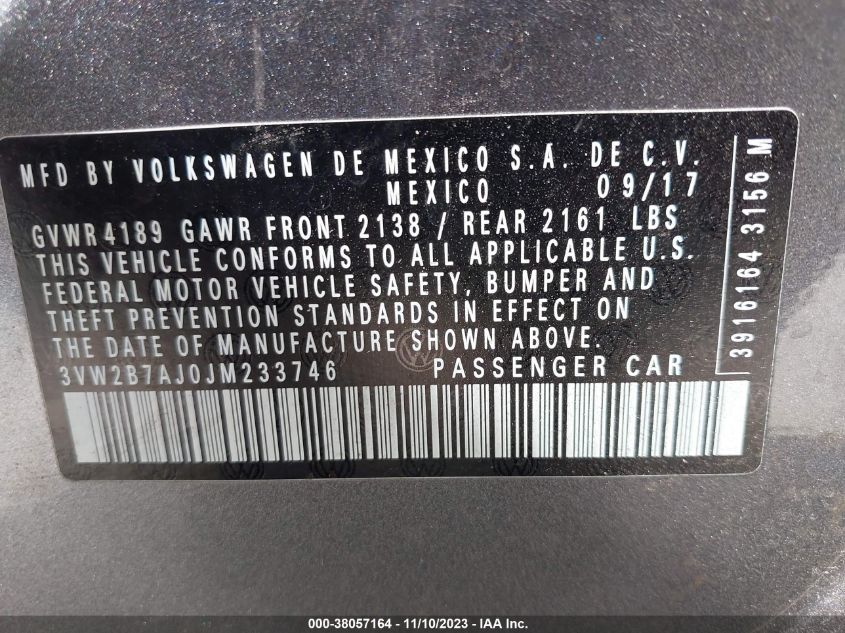 MFD BY VOLKSWAGEN DE MEXICO S.A. DE C.V.
MEXICO 09/17
GVWR4189 GAWR FRONT 2138 / REAR 2161 LBS
THIS VEHICLE CONFORMS TO ALL APPLICABLE U.S.
FEDERAL MOTOR VEHICLE SAFETY, BUMPER AND
THEFT PREVENTION STANDARDS IN EFFECT ON
THE DATE OF MANUFACTURE SHOWN ABOVE.
3VW2B7AJ0JM233746 PASSENGER CAR
3916164 3156 M
000-38057164 — 11/10/2023 — IAA Inc.